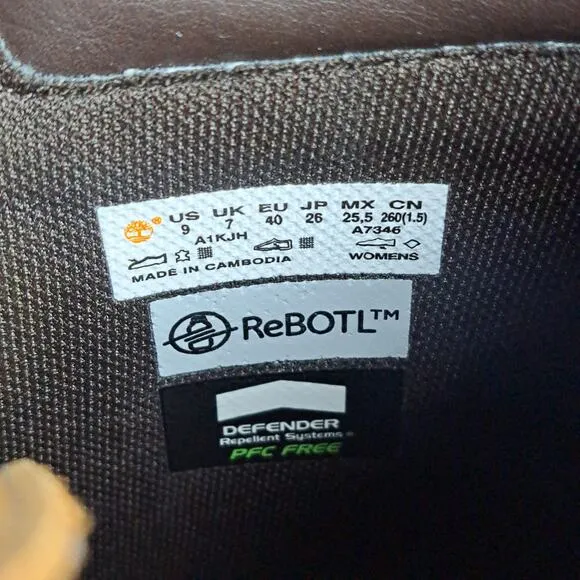 ® US UK EU JP MX CN
9 7 40 26 25,5 260(1.5)
A1KJH A7346
WOMENS
MADE IN CAMBODIA
ReBOTL™
DEFENDER
Repellent Systems
PFC FREE